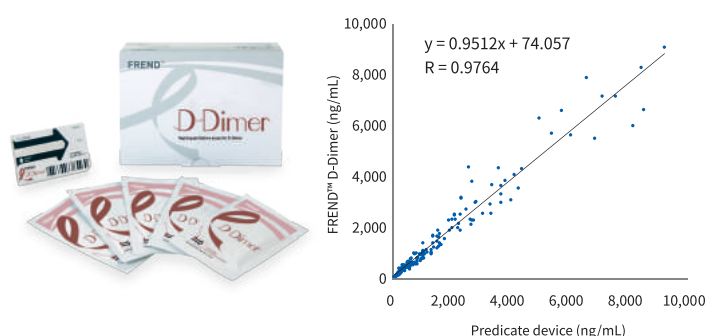 FREND™
D-Dimer
D-Dimer
10,000
8,000
6,000
4,000
2,000
0
y = 0.9512x + 74.057
R = 0.9764
FREND™ D-Dimer (ng/mL)
0
2,000
4,000
6,000
8,000
10,000
Predicate device (ng/mL)